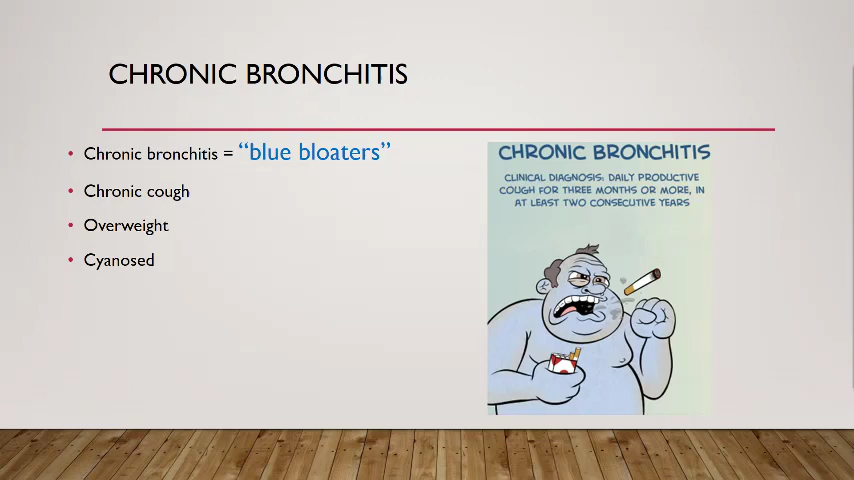 CHRONIC BRONCHITIS
Chronic bronchitis = “blue bloaters”
Chronic cough
Overweight
Cyanosed
CHRONIC BRONCHITIS
CLINICAL DIAGNOSIS: DAILY PRODUCTIVE
COUGH FOR THREE MONTHS OR MORE, IN
AT LEAST TWO CONSECUTIVE YEARS